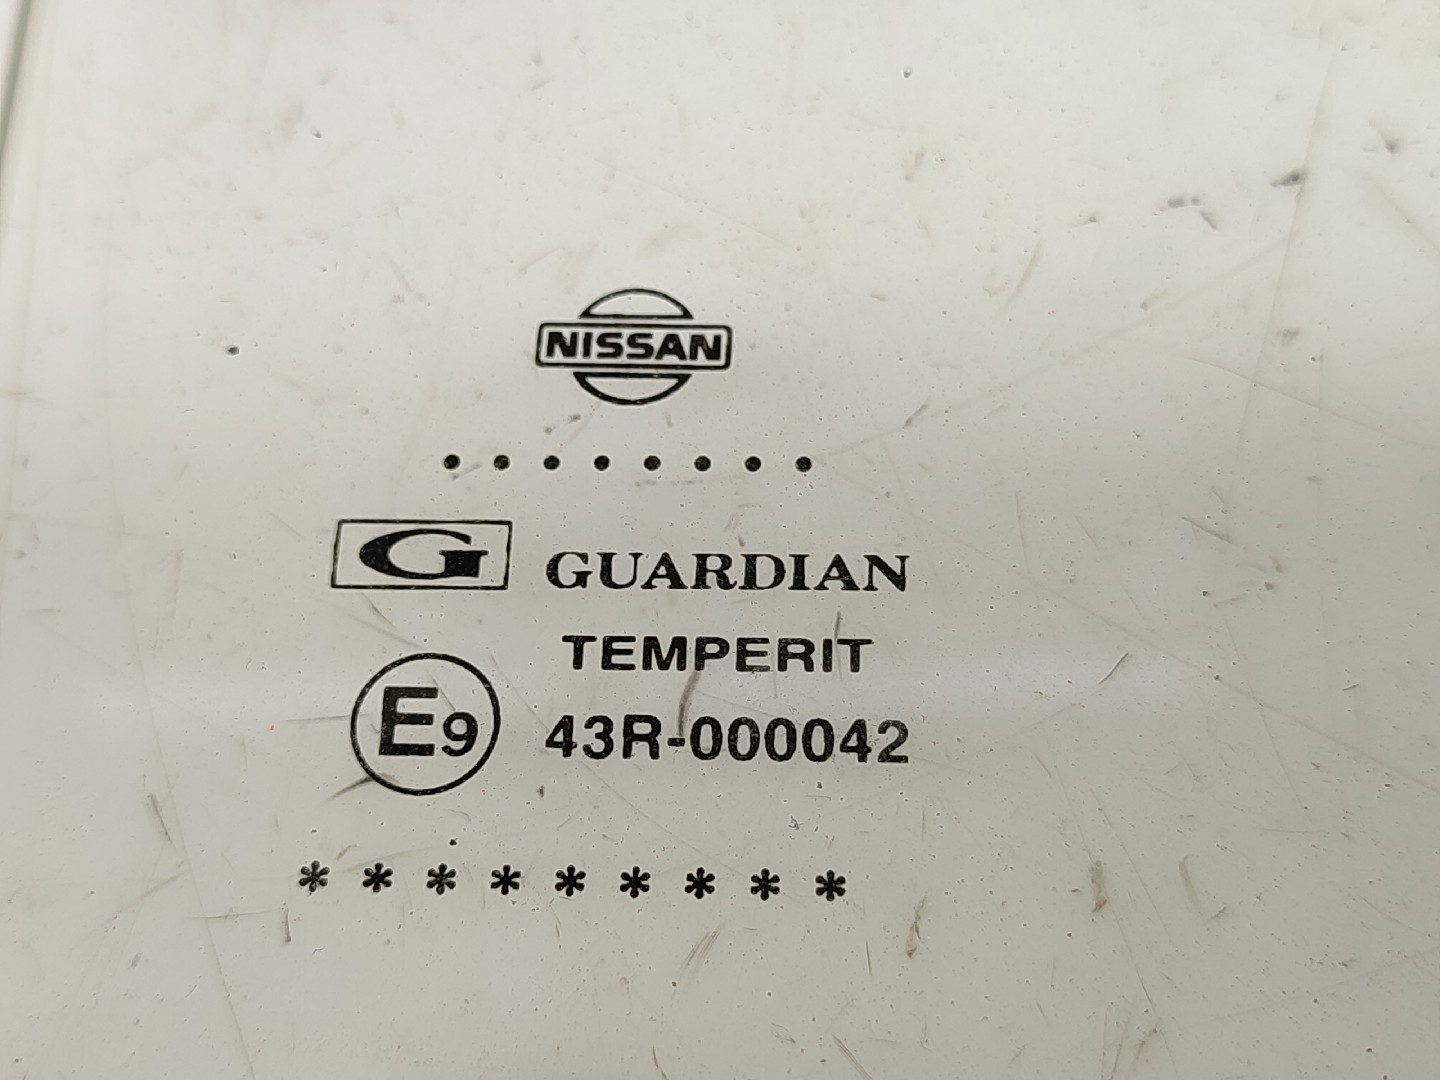 NISSAN
........
G GUARDIAN
TEMPERIT
E9 43R-000042
*********